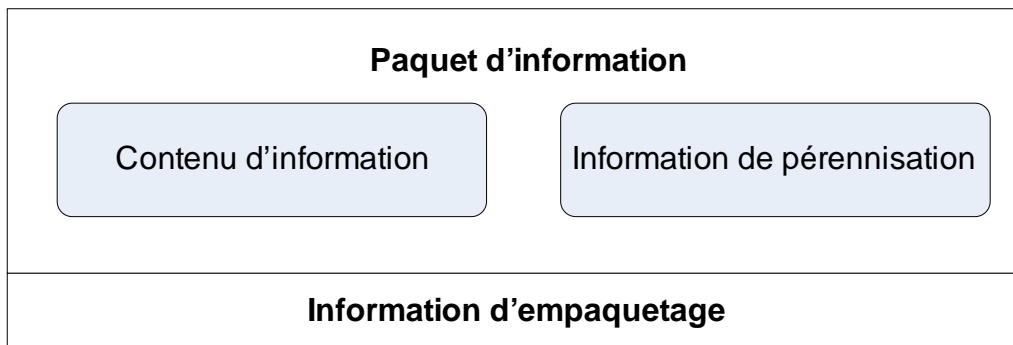 Paquet d’information
Contenu d’information
Information de pérennisation
Information d’empaquetage